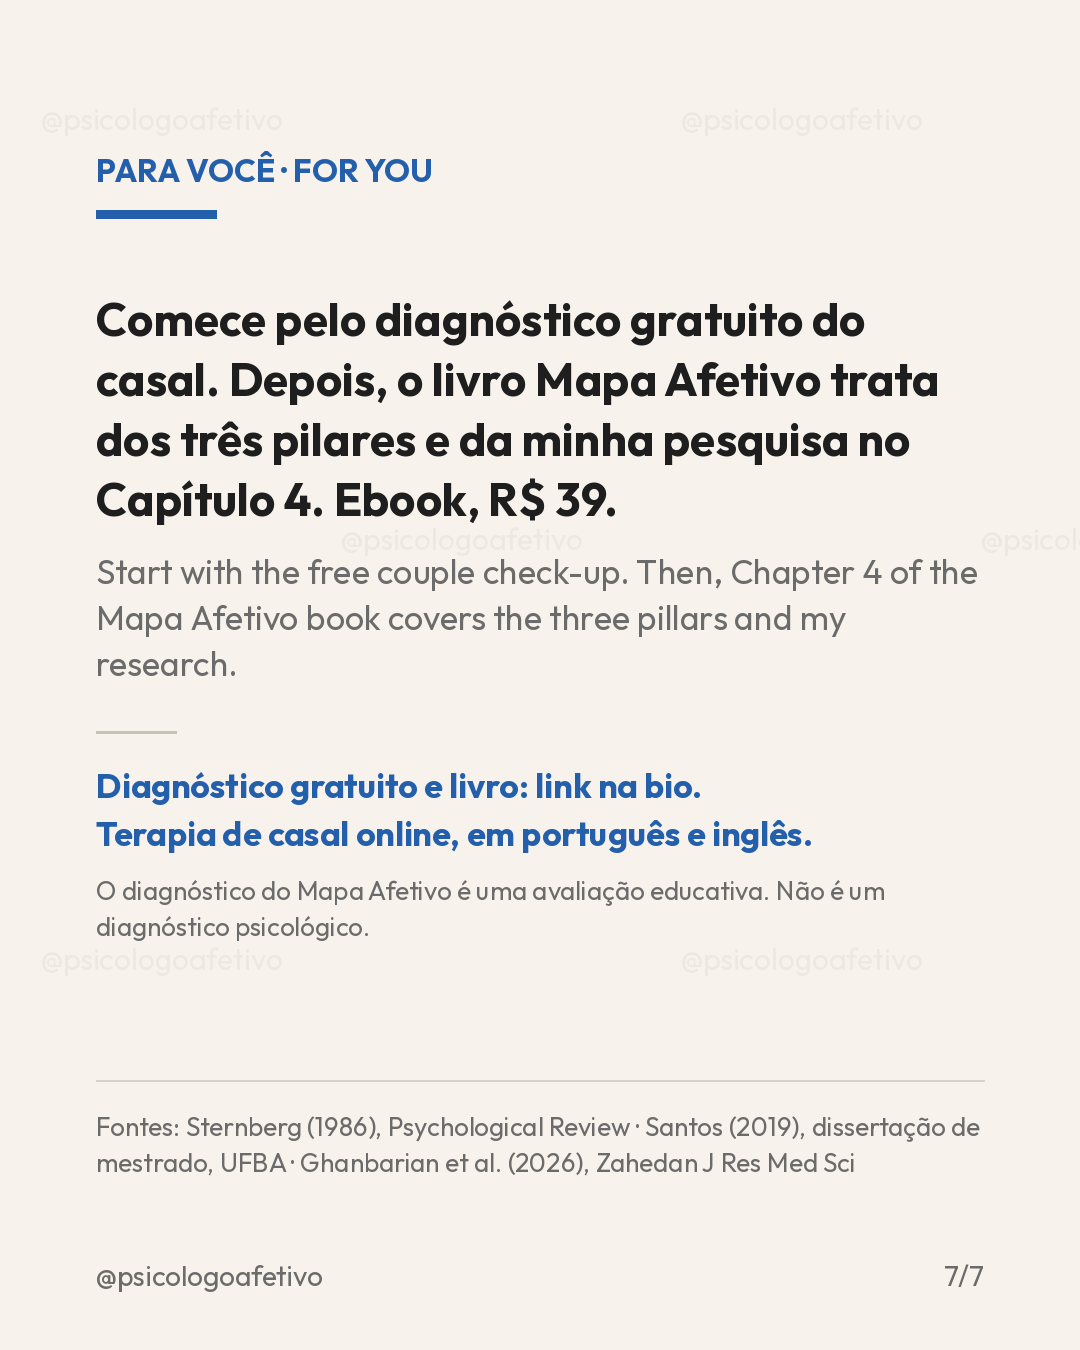 @psicologoafetivo @psicologoafetivo
PARA VOCÊ · FOR YOU
Comece pelo diagnóstico gratuito do
casal. Depois, o livro Mapa Afetivo trata
dos três pilares e da minha pesquisa no
Capítulo 4. Ebook, R$ 39.
@psicologoafetivo @psicol
Start with the free couple check-up. Then, Chapter 4 of the
Mapa Afetivo book covers the three pillars and my
research.
Diagnóstico gratuito e livro: link na bio.
Terapia de casal online, em português e inglês.
O diagnóstico do Mapa Afetivo é uma avaliação educativa. Não é um
diagnóstico psicológico.
@psicologoafetivo @psicologoafetivo
Fontes: Sternberg (1986), Psychological Review · Santos (2019), dissertação de
mestrado, UFBA · Ghanbarian et al. (2026), Zahedan J Res Med Sci
@psicologoafetivo 7/7